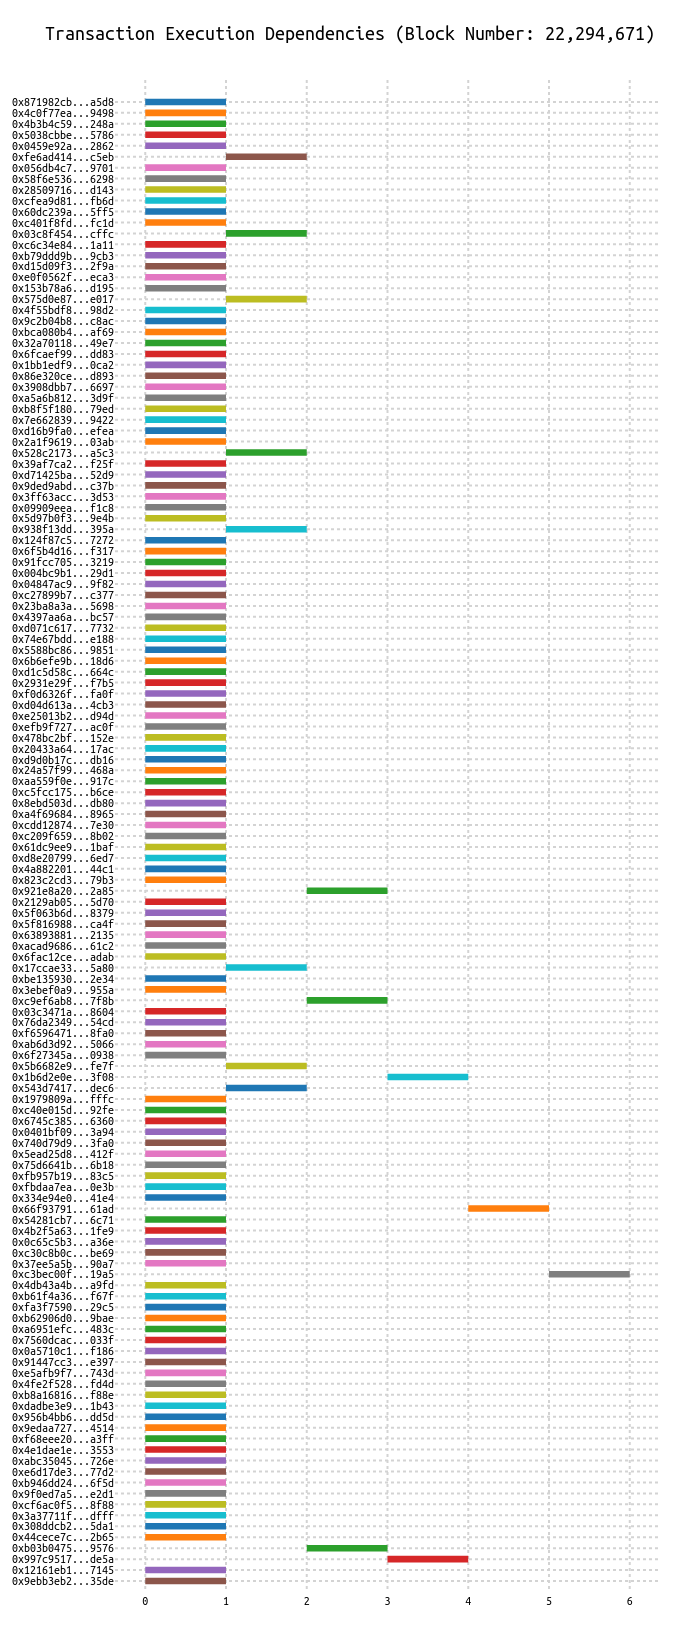 Transaction Execution Dependencies (Block Number: 22,294,671)
0x871982cb...a5d8
0x4c0f77ea...9498
0x4b3b4c59...248a
0x5038cbbe...5786
0x0459e92a...2862
0xfe6ad414...c5eb
0x056db4c7...9701
0x58f6e536...6298
0x28509716...d143
0xcfea9d81...fb6d
0x60dc239a...5ff5
0xc401f8fd...fc1d
0x03c8f454...cffc
0xc6c34e84...1a11
0xb79ddd9b...9cb3
0xd15d09f3...2f9a
0xe0f0562f...eca3
0x153b78a6...d195
0x575d0e87...e017
0x4f55bdf8...98d2
0x9c2b04b8...c8ac
0xbca080b4...af69
0x32a70118...49e7
0x6fcaef99...dd83
0x1bb1edf9...0ca2
0x86e320ce...d893
0x3908dbb7...6697
0xa5a6b812...3d9f
0xb8f5f180...79ed
0x7e662839...9422
0xd16b9fa0...efea
0x2a1f9619...03ab
0x528c2173...a5c3
0x39af7ca2...f25f
0xd71425ba...52d9
0x9ded9abd...c37b
0x3ff63acc...3d53
0x09909eea...f1c8
0x5d97b0f3...9e4b
0x938f13dd...395a
0x124f87c5...7272
0x6f5b4d16...f317
0x91fcc705...3219
0x004bc9b1...29d1
0x04847ac9...9f82
0xc27899b7...c377
0x23ba8a3a...5698
0x4397aa6a...bc57
0xd071c617...7732
0x74e67bdd...e188
0x5588bc86...9851
0x6b6efe9b...18d6
0xd1c5d58c...664c
0x2931e29f...f7b5
0xf0d6326f...fa0f
0xd04d613a...4cb3
0xe25013b2...d94d
0xefb9f727...ac0f
0x478bc2bf...152e
0x20433a64...17ac
0xd9d0b17c...db16
0x24a57f99...468a
0xaa559f0e...917c
0xc5fcc175...b6ce
0x8ebd503d...db80
0xa4f69684...8965
0xcdd12874...7e30
0xc209f659...8b02
0x61dc9ee9...1baf
0xd8e20799...6ed7
0x4a882201...44c1
0x823c2cd3...79b3
0x921e8a20...2a85
0x2129ab05...5d70
0x5f063b6d...8379
0x5f816988...ca4f
0x63893881...2135
0xacad9686...61c2
0x6fac12ce...adab
0x17ccae33...5a80
0xbe135930...2e34
0x3ebef0a9...955a
0xc9ef6ab8...7f8b
0x03c3471a...8604
0x76da2349...54cd
0xf6596471...8fa0
0xab6d3d92...5066
0x6f27345a...0938
0x5b6682e9...fe7f
0x1b6d2e0e...3f08
0x543d7417...dec6
0x1979809a...fffc
0xc40e015d...92fe
0x6745c385...6360
0x0401bf09...3a94
0x740d79d9...3fa0
0x5ead25d8...412f
0x75d6641b...6b18
0xfb957b19...83c5
0xfbdaa7ea...0e3b
0x334e94e0...41e4
0x66f93791...61ad
0x54281cb7...6c71
0x4b2f5a63...1fe9
0x0c65c5b3...a36e
0xc30c8b0c...be69
0x37ee5a5b...90a7
0xc3bec00f...19a5
0x4db43a4b...a9fd
0xb61f4a36...f67f
0xfa3f7590...29c5
0xb62906d0...9bae
0xa6951efc...483c
0x7560dcac...033f
0x0a5710c1...f186
0x91447cc3...e397
0xe5afb9f7...743d
0x4fe2f528...fd4d
0xb8a16816...f88e
0xdadbe3e9...1b43
0x956b4bb6...dd5d
0x9edaa727...4514
0xf68eee20...a3ff
0x4e1dae1e...3553
0xabc35045...726e
0xe6d17de3...77d2
0xb946dd24...6f5d
0x9f0ed7a5...e2d1
0xcf6ac0f5...8f88
0x3a37711f...dfff
0x308ddcb2...5da1
0x44cece7c...2b65
0xb03b0475...9576
0x997c9517...de5a
0x12161eb1...7145
0x9ebb3eb2...35de
0 1 2 3 4 5 6